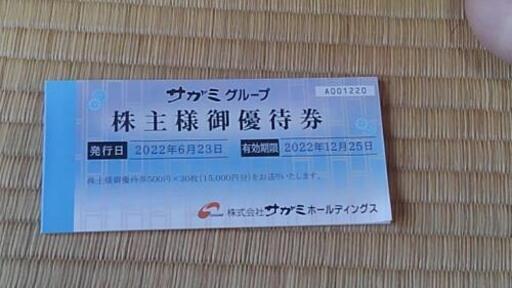 サガミグループ
A001220
株主様御優待券
発行日 2022年6月23日 有効期限 2022年12月25日
株主様御優待券500円×30枚(15,000円分)をお送りいたします。
株式会社サガミホールディングス